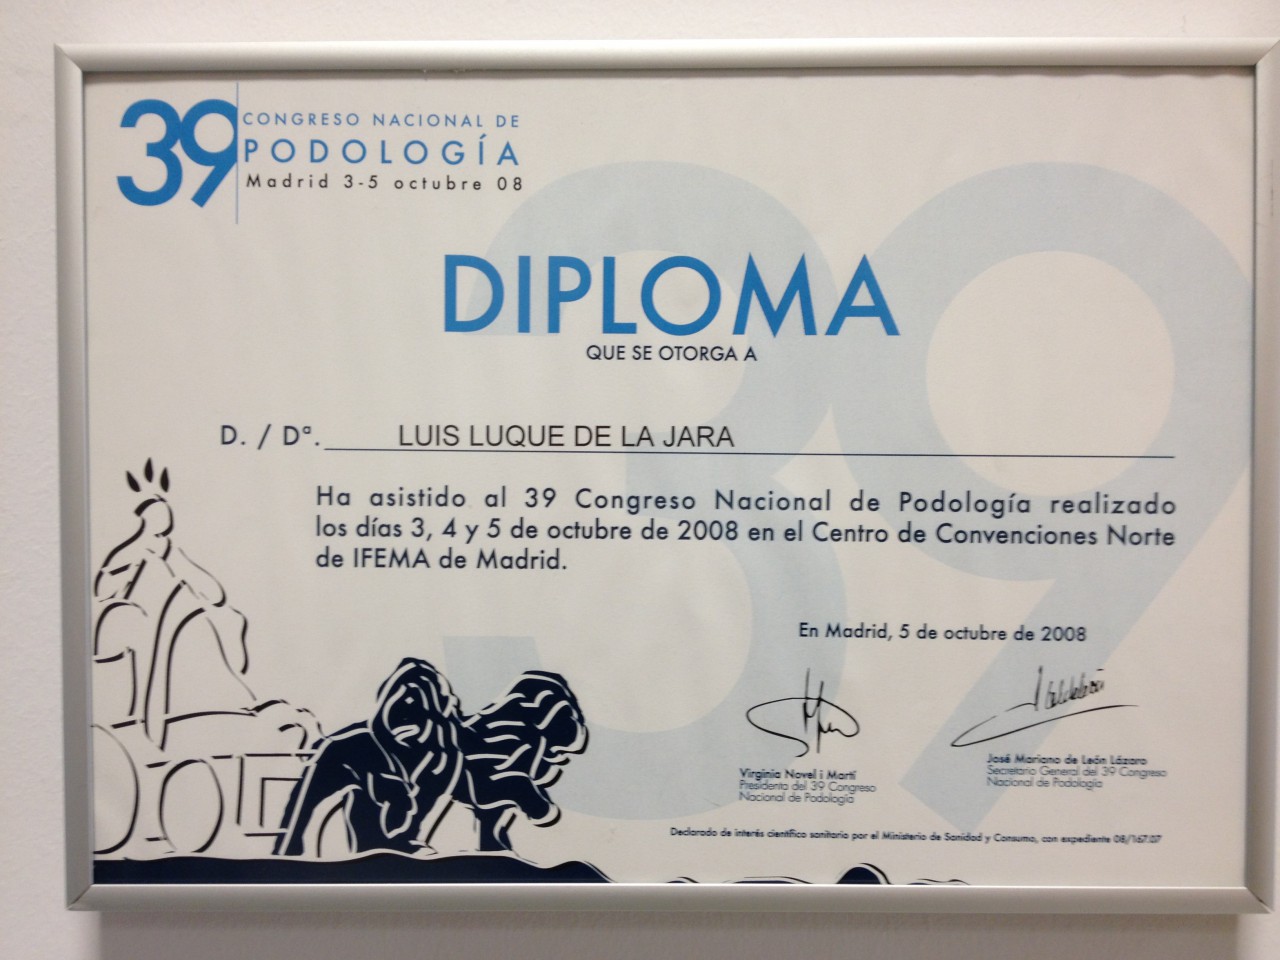 39 CONGRESO NACIONAL DE
PODOLOGÍA
Madrid 3-5 octubre 08
DIPLOMA
QUE SE OTORGA A
D. / Dª. LUIS LUQUE DE LA JARA
Ha asistido al 39 Congreso Nacional de Podología realizado
los días 3, 4 y 5 de octubre de 2008 en el Centro de Convenciones Norte
de IFEMA de Madrid.
En Madrid, 5 de octubre de 2008
Virginia Novel i Martí
Presidenta del 39 Congreso
Nacional de Podología
José Mariano de León Lázaro
Secretario General del 39 Congreso
Nacional de Podología
Declarado de interés científico sanitario por el Ministerio de Sanidad y Consumo, con expediente 08/167.07